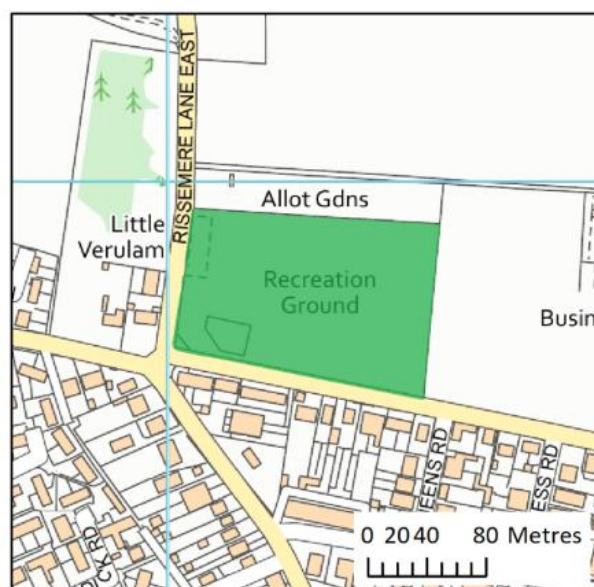 RISSEMERE LANE EAST
Allot Gdns
Little
Verulam
Recreation
Ground
Busin
EENS RD
ESS RD
CK RD
0 20 40 80 Metres